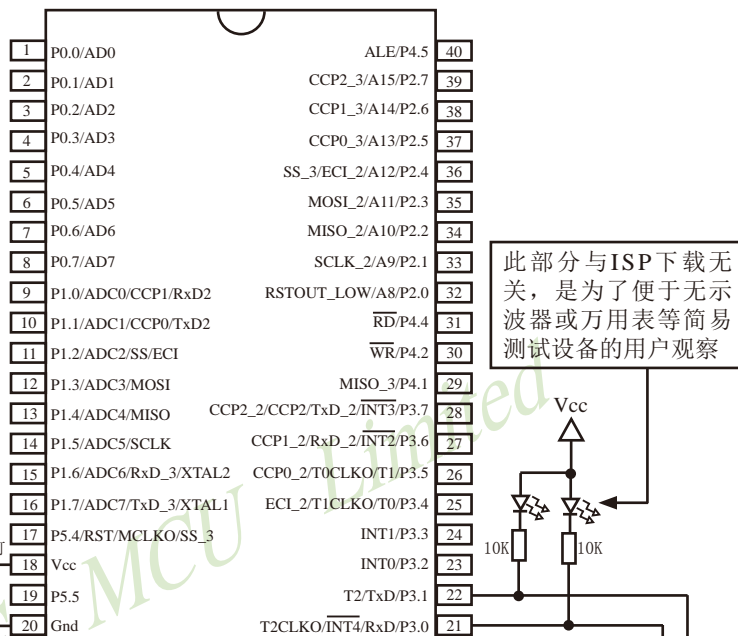 1 P0.0/AD0 ALE/P4.5 40
2 P0.1/AD1 CCP2_3/A15/P2.7 39
3 P0.2/AD2 CCP1_3/A14/P2.6 38
4 P0.3/AD3 CCP0_3/A13/P2.5 37
5 P0.4/AD4 SS_3/ECI_2/A12/P2.4 36
6 P0.5/AD5 MOSI_2/A11/P2.3 35
7 P0.6/AD6 MISO_2/A10/P2.2 34
8 P0.7/AD7 SCLK_2/A9/P2.1 33
9 P1.0/ADC0/CCP1/RxD2 RSTOUT_LOW/A8/P2.0 32
10 P1.1/ADC1/CCP0/TxD2 RD/P4.4 31
11 P1.2/ADC2/SS/ECI WR/P4.2 30
12 P1.3/ADC3/MOSI MISO_3/P4.1 29
13 P1.4/ADC4/MISO CCP2_2/CCP2/TxD_2/INT3/P3.7 28
14 P1.5/ADC5/SCLK CCP1_2/RxD_2/INT2/P3.6 27
15 P1.6/ADC6/RxD_3/XTAL2 CCP0_2/T0CLKO/T1/P3.5 26
16 P1.7/ADC7/TxD_3/XTAL1 ECI_2/T1CLKO/T0/P3.4 25
17 P5.4/RST/MCLKO/SS_3 INT1/P3.3 24
18 Vcc INT0/P3.2 23
19 P5.5 T2/TxD/P3.1 22
20 Gnd T2CLKO/INT4/RxD/P3.0 21
此部分与ISP下载无
关，是为了便于无示
波器或万用表等简易
测试设备的用户观察
Vcc
10K 10K
MCU Limited